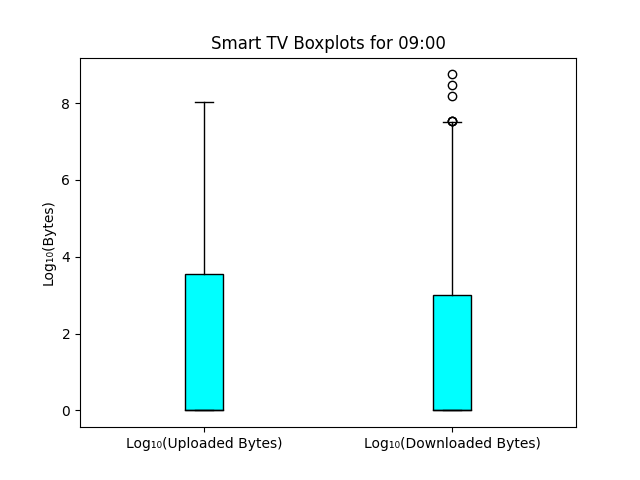 Smart TV Boxplots for 09:00
Log₁₀(Bytes)
8
6
4
2
0
Log₁₀(Uploaded Bytes)
Log₁₀(Downloaded Bytes)